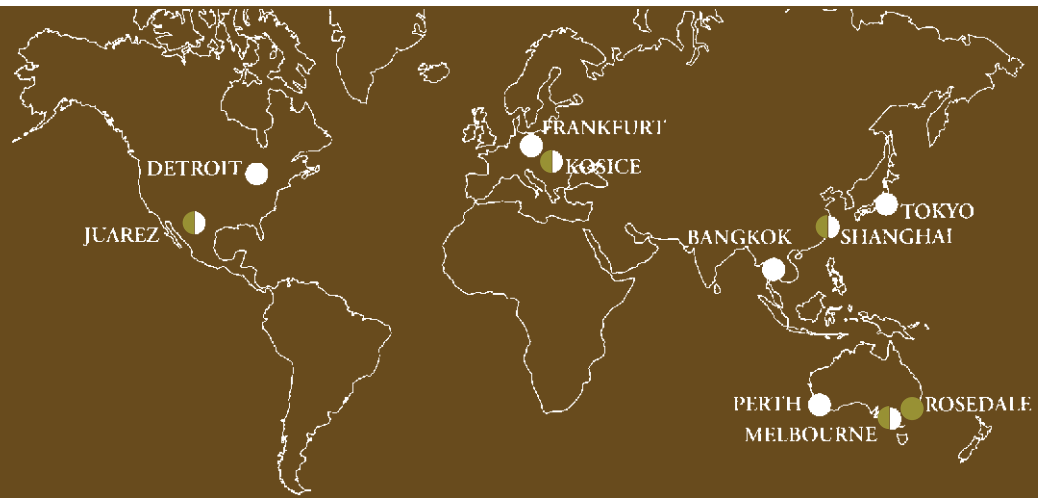 FRANKFURT
DETROIT
KOSICE
TOKYO
JUAREZ
BANGKOK
SHANGHAI
PERTH
ROSEDALE
MELBOURNE